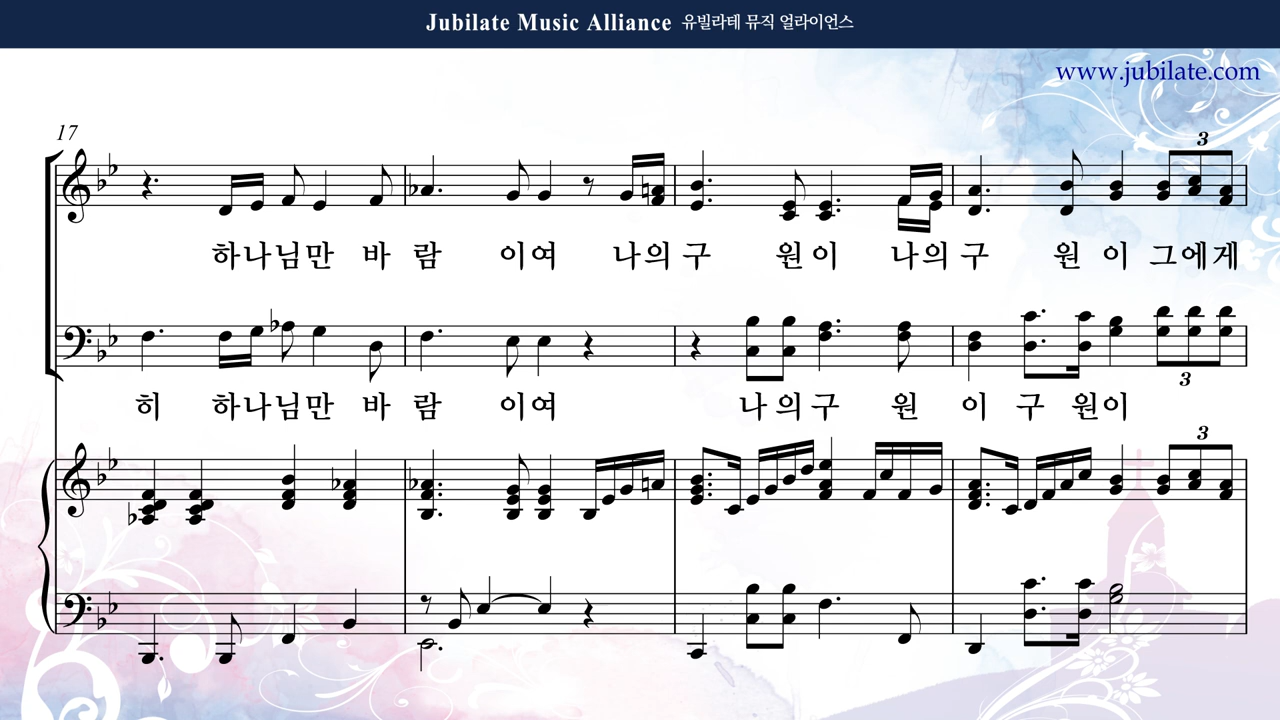 Jubilate Music Alliance 유빌라테 뮤직 얼라이언스
www.jubilate.com
17
3
하나님만 바 람 이여 나의 구 원이 나의 구 원 이 그에게
3
히 하나님만 바 람 이여 나의구 원 이 구 원이
3